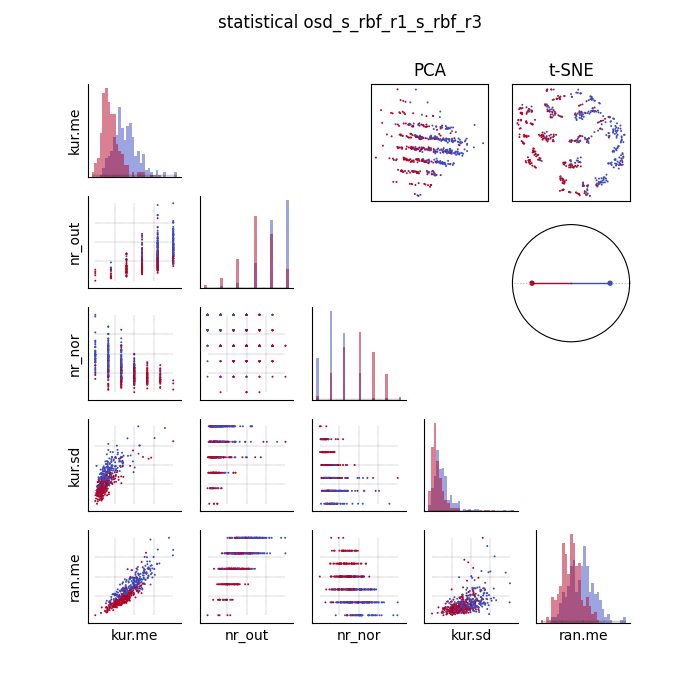 statistical osd_s_rbf_r1_s_rbf_r3
PCA
t-SNE
kur.me
nr_out
nr_nor
kur.sd
ran.me
kur.me
nr_out
nr_nor
kur.sd
ran.me